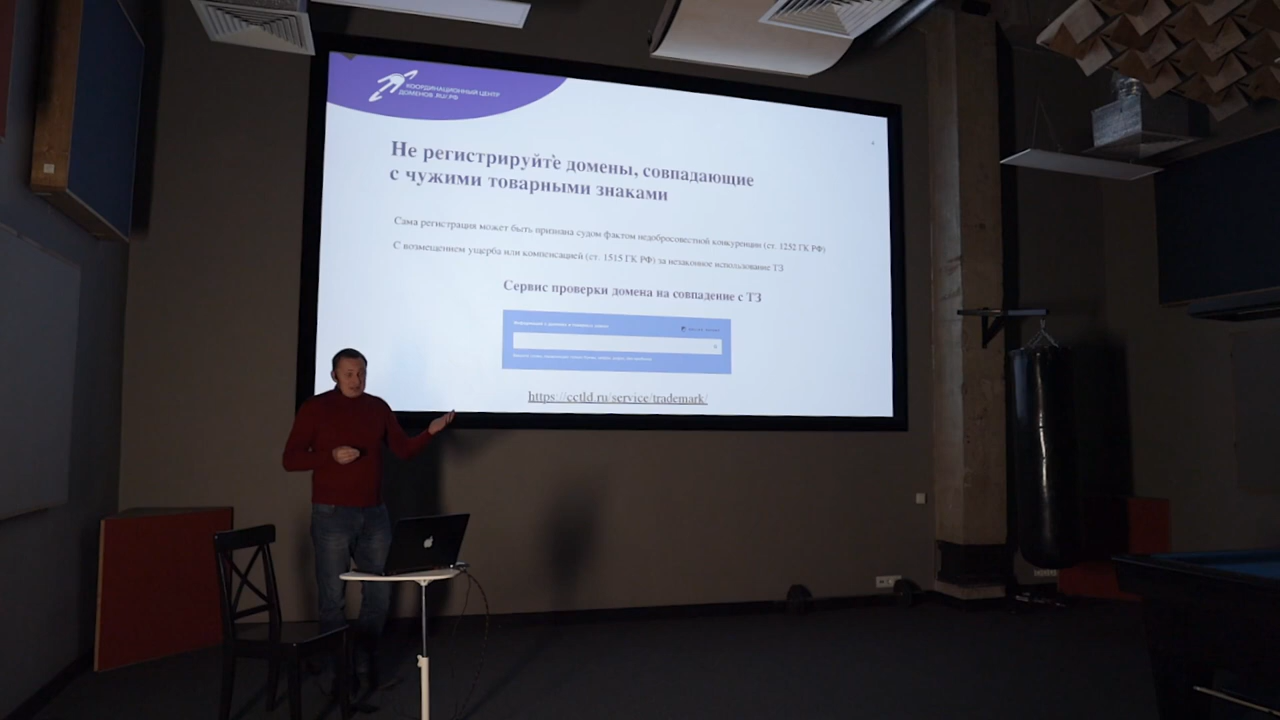 КООРДИНАЦИОННЫЙ ЦЕНТР
ДОМЕНОВ .RU/.РФ
Не регистрируйте домены, совпадающие
с чужими товарными знаками
Сама регистрация может быть признана судом фактом недобросовестной конкуренции (ст. 1252 ГК РФ)
С возмещением ущерба или компенсацией (ст. 1515 ГК РФ) за незаконное использование ТЗ
Сервис проверки домена на совпадение с ТЗ
https://cctld.ru/service/trademark/